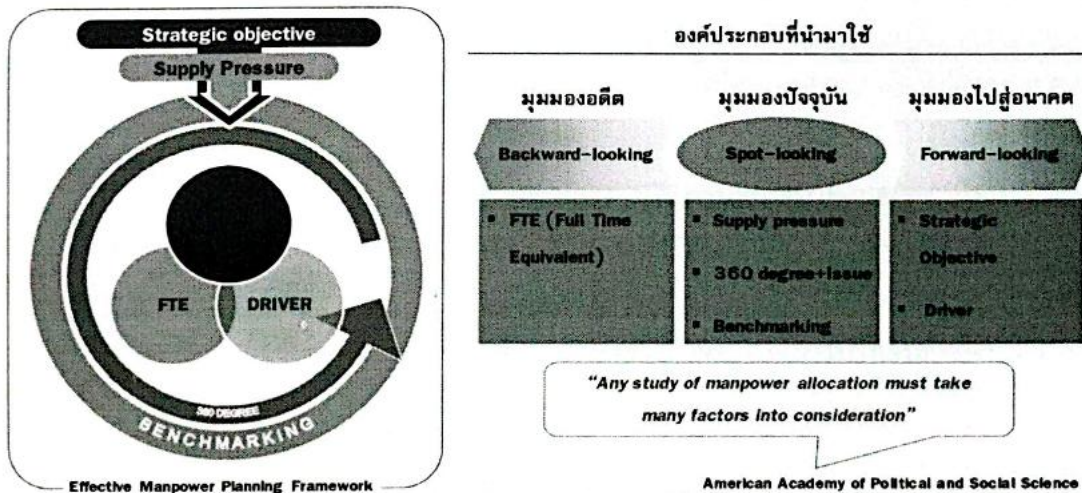 Strategic objective
Supply Pressure
FTE
DRIVER
360 DEGREE
BENCHMARKING
Effective Manpower Planning Framework
องค์ประกอบที่นำมาใช้
มุมมองอดีต
มุมมองปัจจุบัน
มุมมองไปสู่อนาคต
Backward-looking
Spot-looking
Forward-looking
▪ FTE (Full Time
Equivalent)
▪ Supply pressure
▪ 360 degree+Issue
▪ Benchmarking
▪ Strategic
Objective
▪ Driver
"Any study of manpower allocation must take
many factors into consideration"
American Academy of Political and Social Science